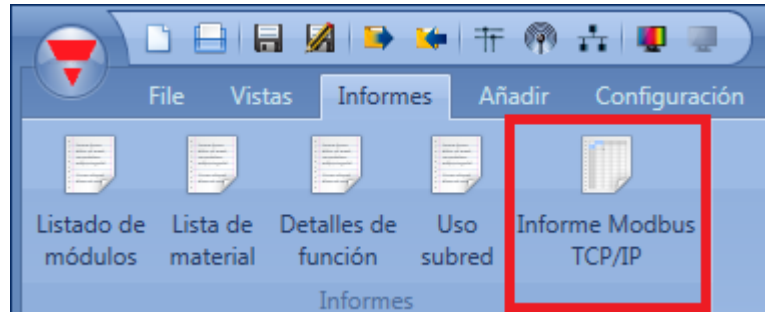 File Vistas Informes Añadir Configuración
Listado de módulos
Lista de material
Detalles de función
Uso subred
Informe Modbus TCP/IP
Informes